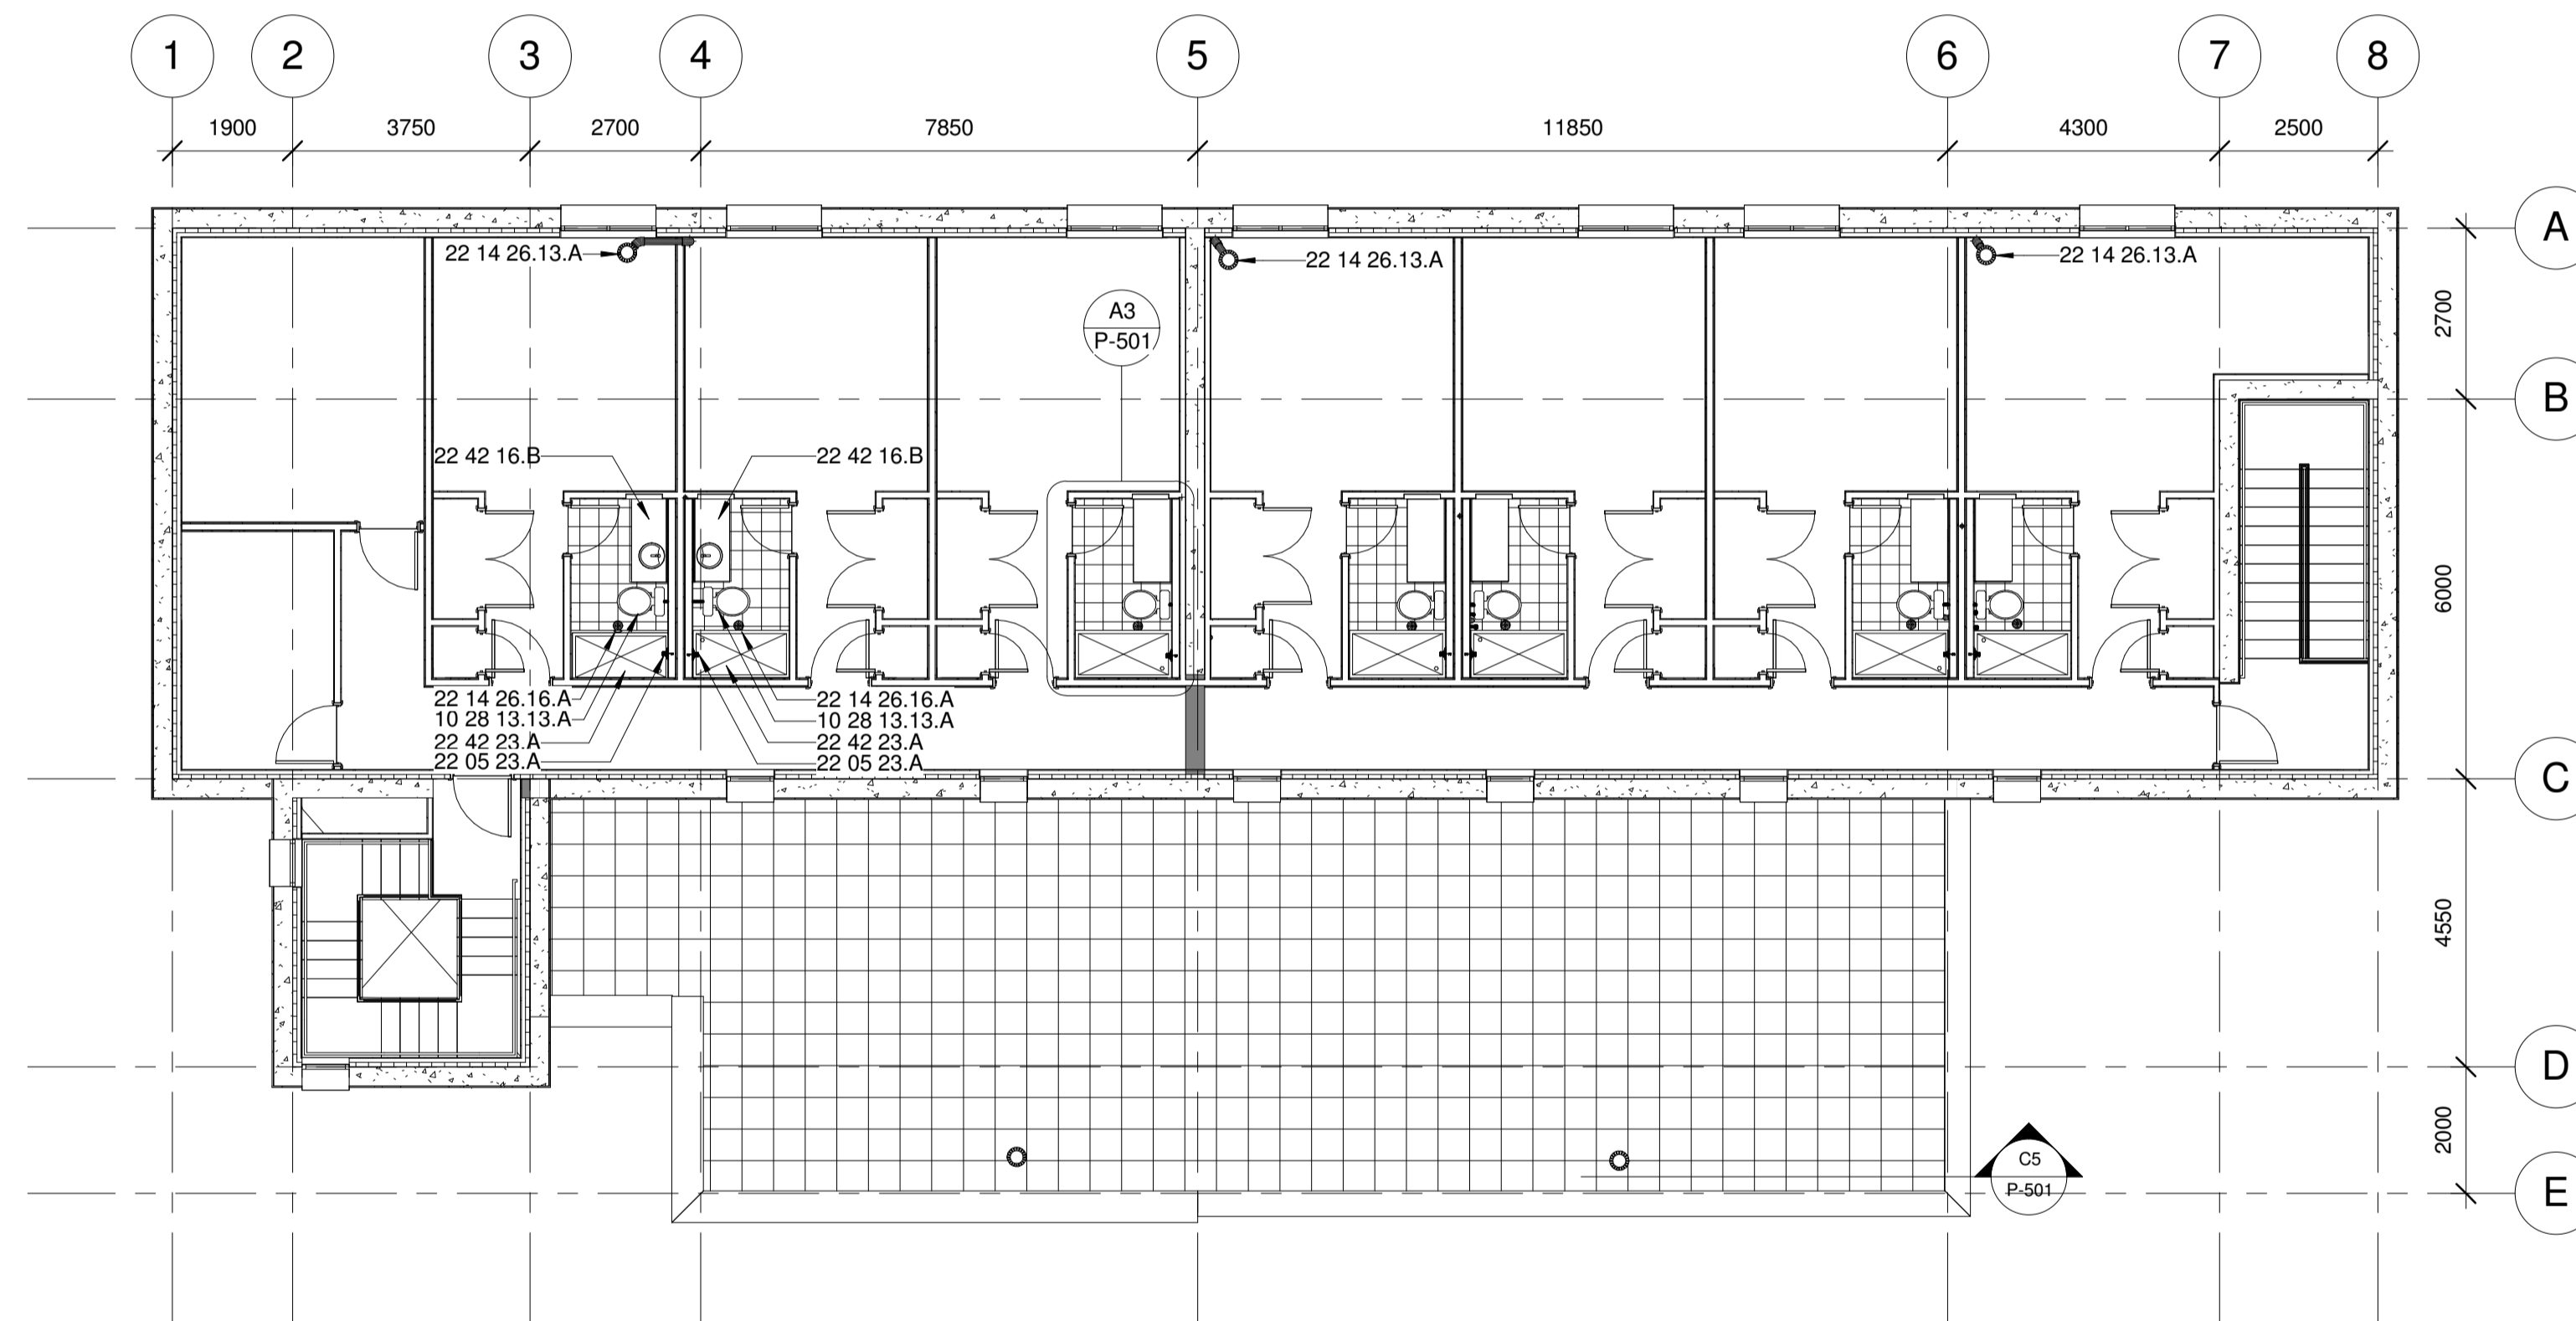 1 2 3 4 5 6 7 8
1900 3750 2700 7850 11850 4300 2500
A
22 14 26.13.A
22 14 26.13.A
22 14 26.13.A
2700
A3
P-501
B
22 42 16.B
22 42 16.B
6000
22 14 26.16.A
10 28 13.13.A
22 42 23.A
22 05 23.A
22 14 26.16.A
10 28 13.13.A
22 42 23.A
22 05 23.A
C
4550
D
2000
C5
P-501
E